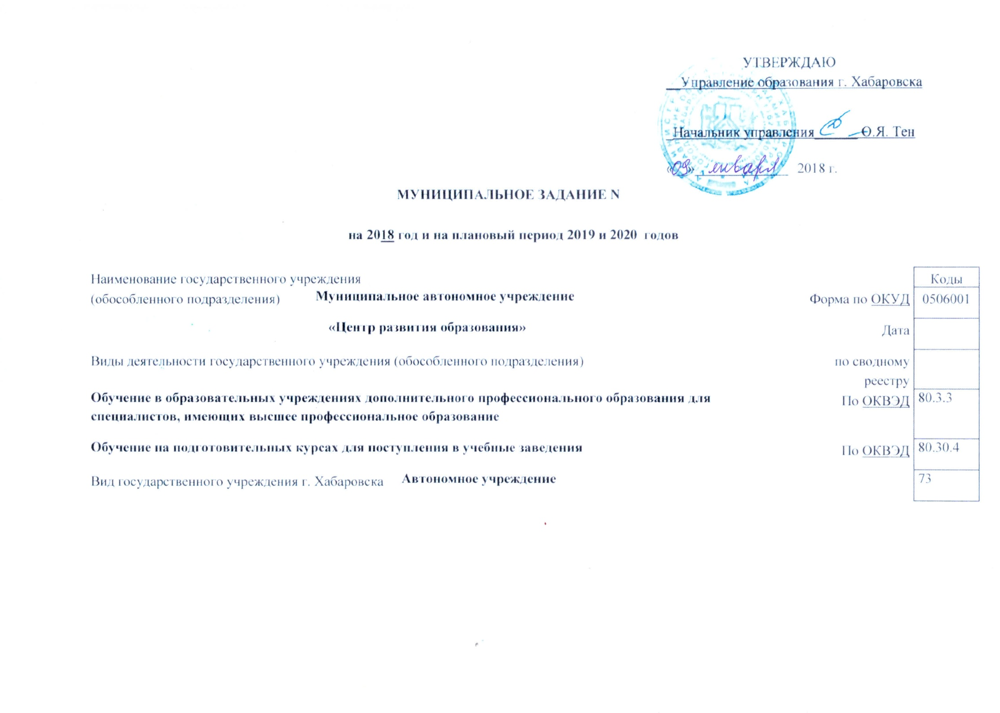 УТВЕРЖДАЮ
Управление образования г. Хабаровска
Начальник управления О.Я. Тен
«09» января 2018 г.
МУНИЦИПАЛЬНОЕ ЗАДАНИЕ N
на 2018 год и на плановый период 2019 и 2020 годов
Наименование государственного учреждения
Коды
(обособленного подразделения) Муниципальное автономное учреждение
Форма по ОКУД 0506001
«Центр развития образования»
Дата
Виды деятельности государственного учреждения (обособленного подразделения)
по сводному
реестру
Обучение в образовательных учреждениях дополнительного профессионального образования для
По ОКВЭД 80.3.3
специалистов, имеющих высшее профессиональное образование
Обучение на подготовительных курсах для поступления в учебные заведения
По ОКВЭД 80.30.4
Вид государственного учреждения г. Хабаровска Автономное учреждение
73